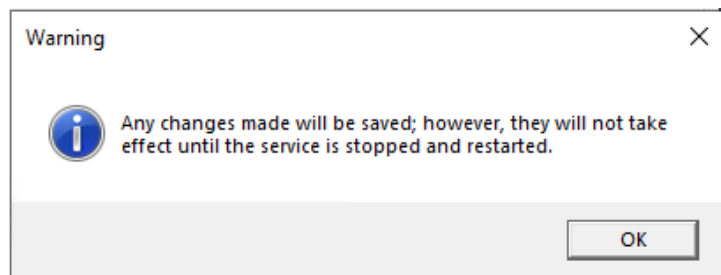 Warning
Any changes made will be saved; however, they will not take
effect until the service is stopped and restarted.
OK